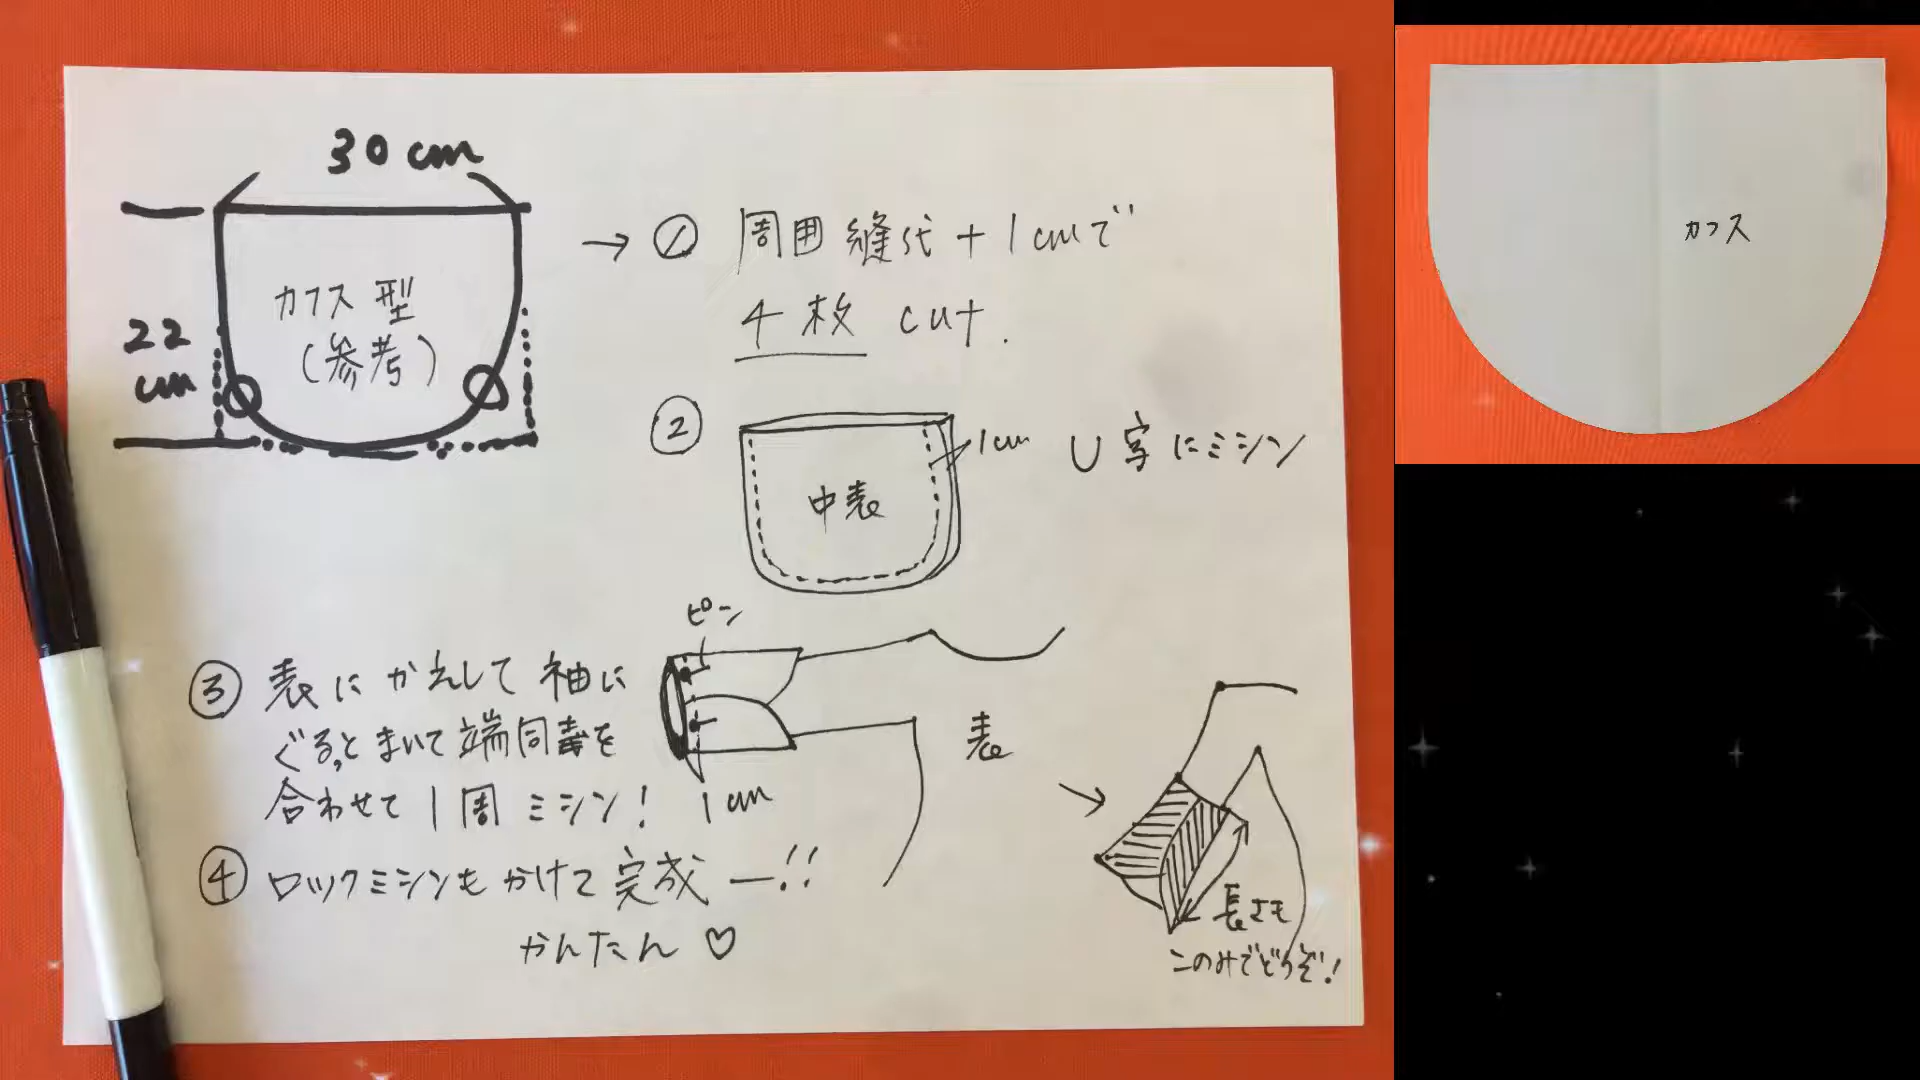 30cm
22
cm
カフス型
(参考)
→ ① 周囲縫代+1cmで
4枚 cut.
②
中表
1cm
U字にミシン
③ 表にかえして袖に
ぐるっとまいて端同士を
合わせて1周ミシン!
ピン
1cm
表
④ ロックミシンもかけて完成ー!!
かんたん♡
長さも
このみでどうぞ!
カフス